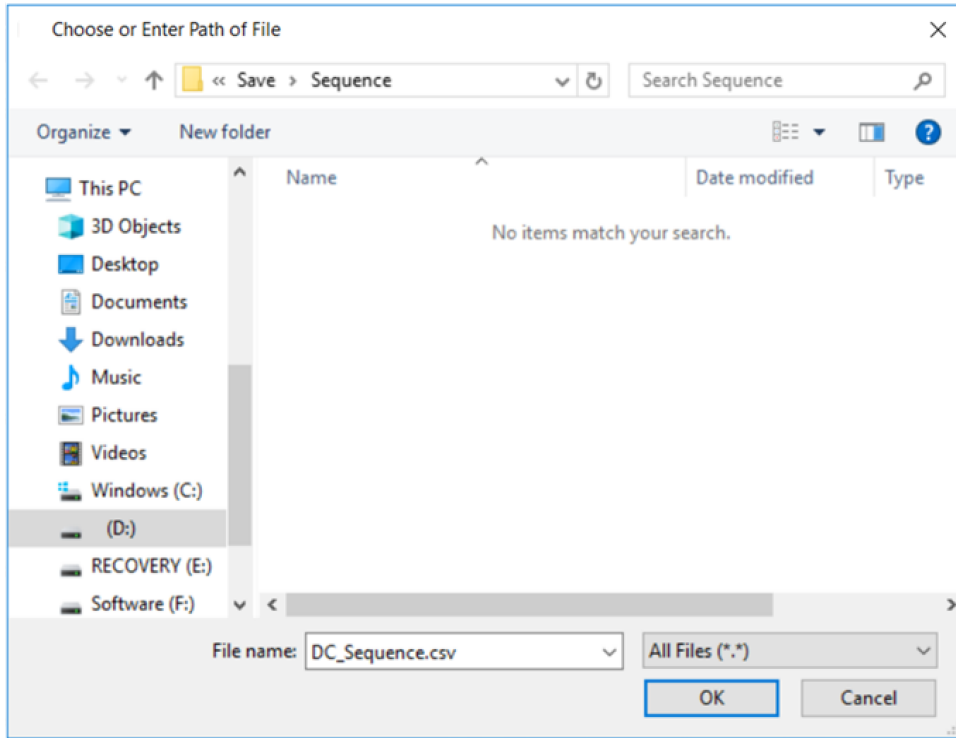 Choose or Enter Path of File
« Save › Sequence
Search Sequence
Organize
New folder
Name
Date modified
Type
No items match your search.
This PC
3D Objects
Desktop
Documents
Downloads
Music
Pictures
Videos
Windows (C:)
(D:)
RECOVERY (E:)
Software (F:)
File name: DC_Sequence.csv
All Files (*.*)
OK
Cancel